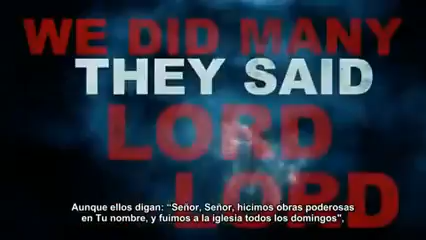 WE DID MANY
THEY SAID
LORD
LORD
Aunque ellos digan: “Señor, Señor, hicimos obras poderosas
en Tu nombre, y fuimos a la iglesia todos los domingos”,